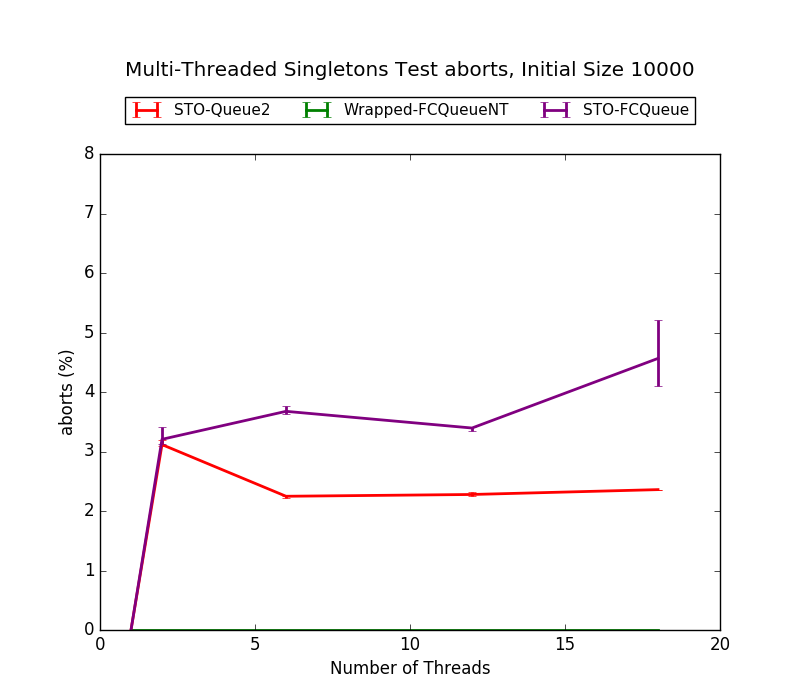 Multi-Threaded Singletons Test aborts, Initial Size 10000
STO-Queue2 Wrapped-FCQueueNT STO-FCQueue
8
7
6
5
4
3
2
1
0
aborts (%)
0 5 10 15 20
Number of Threads